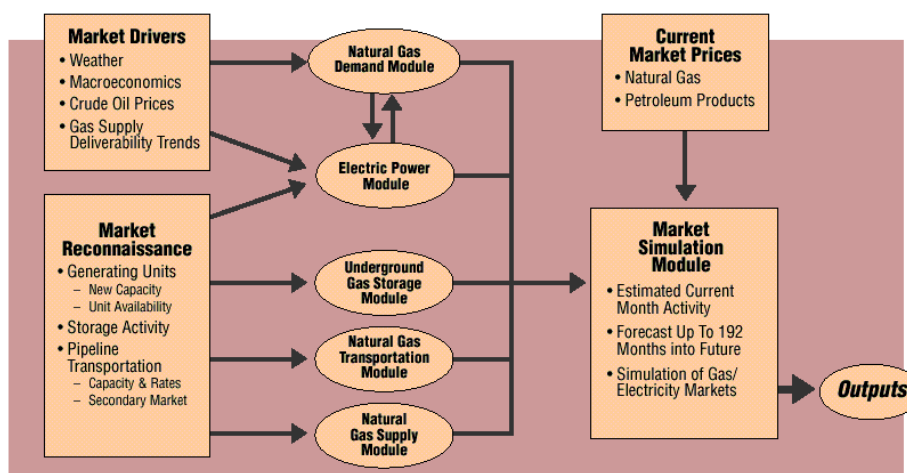 Market Drivers
• Weather
• Macroeconomics
• Crude Oil Prices
• Gas Supply
Deliverability Trends
Market
Reconnaissance
• Generating Units
– New Capacity
– Unit Availability
• Storage Activity
• Pipeline
Transportation
– Capacity & Rates
– Secondary Market
Natural Gas
Demand Module
Electric Power
Module
Underground
Gas Storage
Module
Natural Gas
Transportation
Module
Natural
Gas Supply
Module
Current
Market Prices
• Natural Gas
• Petroleum Products
Market
Simulation
Module
• Estimated Current
Month Activity
• Forecast Up To 192
Months into Future
• Simulation of Gas/
Electricity Markets
Outputs